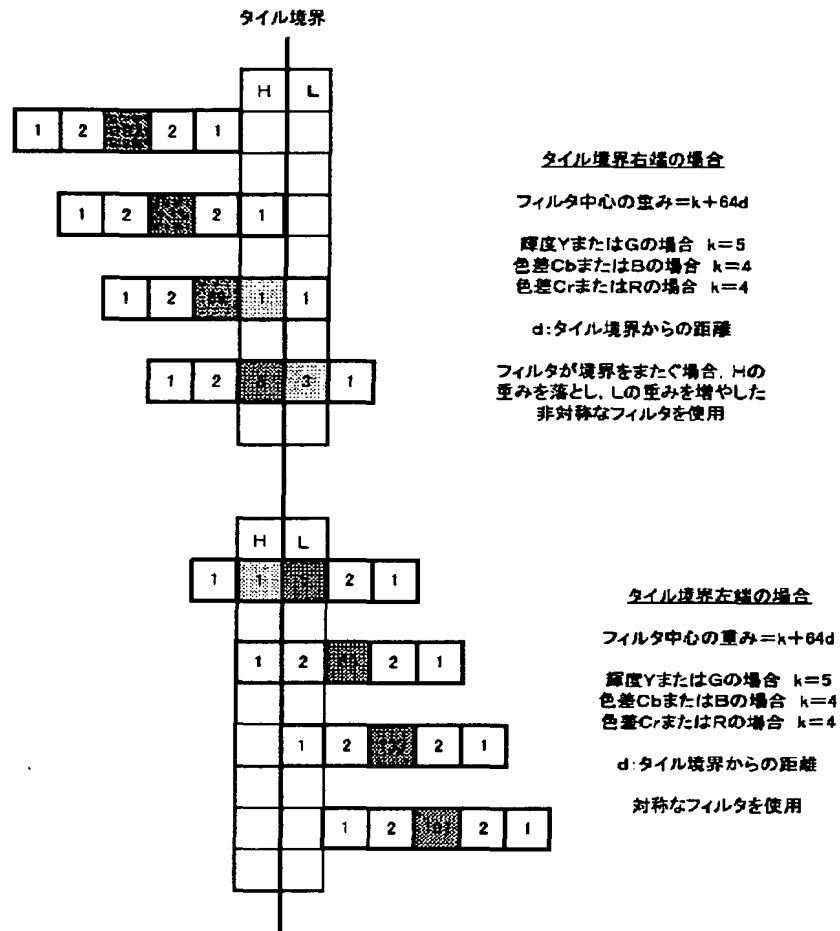 タイル境界
H L
1 2 2 1
タイル境界右端の場合
1 2 2 1
フィルタ中心の重み=k+64d
輝度YまたはGの場合 k=5
色差CbまたはBの場合 k=4
色差CrまたはRの場合 k=4
1 2 69 1 1
d:タイル境界からの距離
1 2 3 1
フィルタが境界をまたぐ場合、Hの
重みを落とし、Lの重みを増やした
非対称なフィルタを使用
H L
1 1 2 1
タイル境界左端の場合
フィルタ中心の重み=k+64d
1 2 2 1
輝度YまたはGの場合 k=5
色差CbまたはBの場合 k=4
色差CrまたはRの場合 k=4
1 2 2 1
d:タイル境界からの距離
対称なフィルタを使用
1 2 2 1